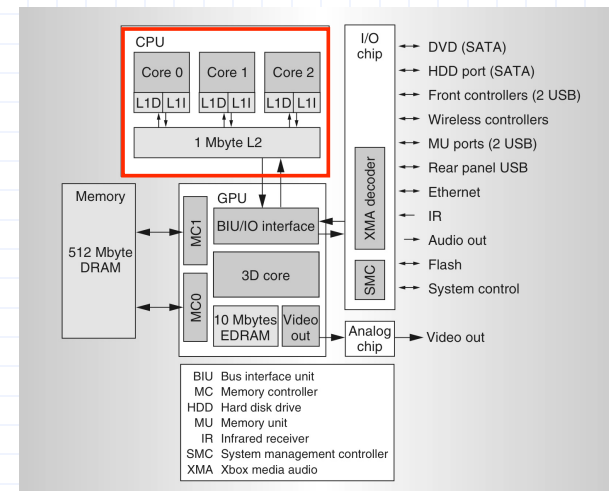 CPU
Core 0
Core 1
Core 2
L1D L1I
L1D L1I
L1D L1I
1 Mbyte L2
I/O
chip
XMA decoder
SMC
DVD (SATA)
HDD port (SATA)
Front controllers (2 USB)
Wireless controllers
MU ports (2 USB)
Rear panel USB
Ethernet
IR
Audio out
Flash
System control
Memory
512 Mbyte
DRAM
GPU
MC1
MC0
BIU/IO interface
3D core
10 Mbytes
EDRAM
Video
out
Analog
chip
Video out
BIU Bus interface unit
MC Memory controller
HDD Hard disk drive
MU Memory unit
IR Infrared receiver
SMC System management controller
XMA Xbox media audio